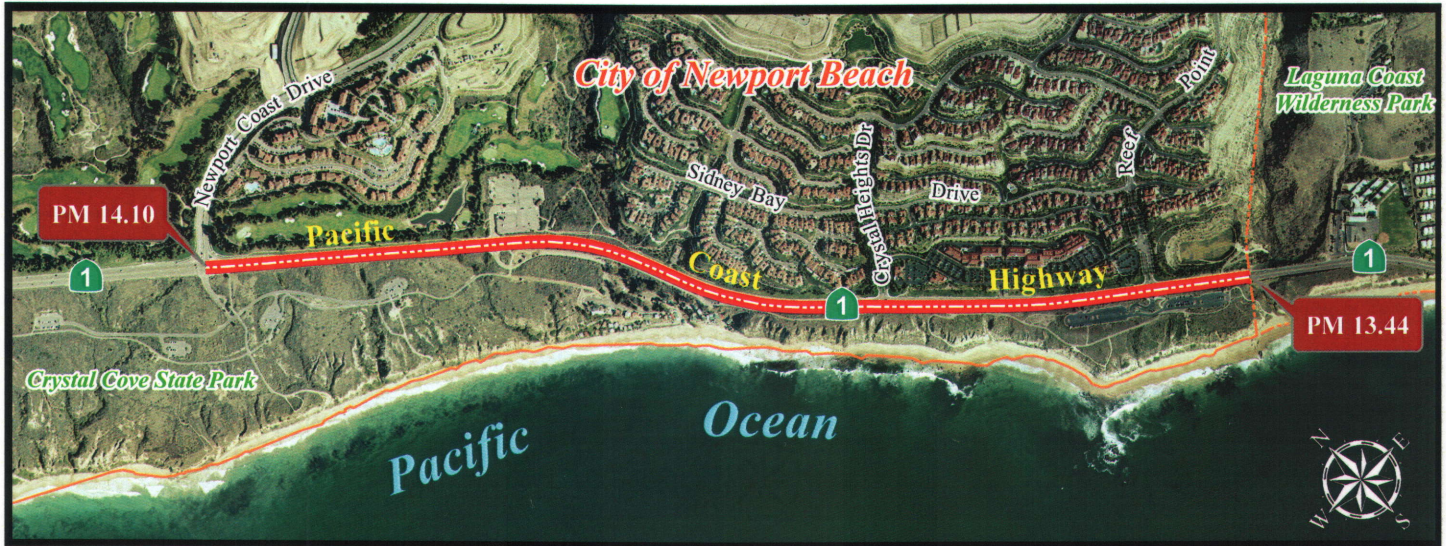 Newport Coast Drive
City of Newport Beach
Point
Laguna Coast
Wilderness Park
Crystal Heights Dr
Reef
Sidney Bay
Drive
PM 14.10
Pacific
Coast
Highway
1
1
1
PM 13.44
Crystal Cove State Park
Pacific
Ocean
N
E
W
S